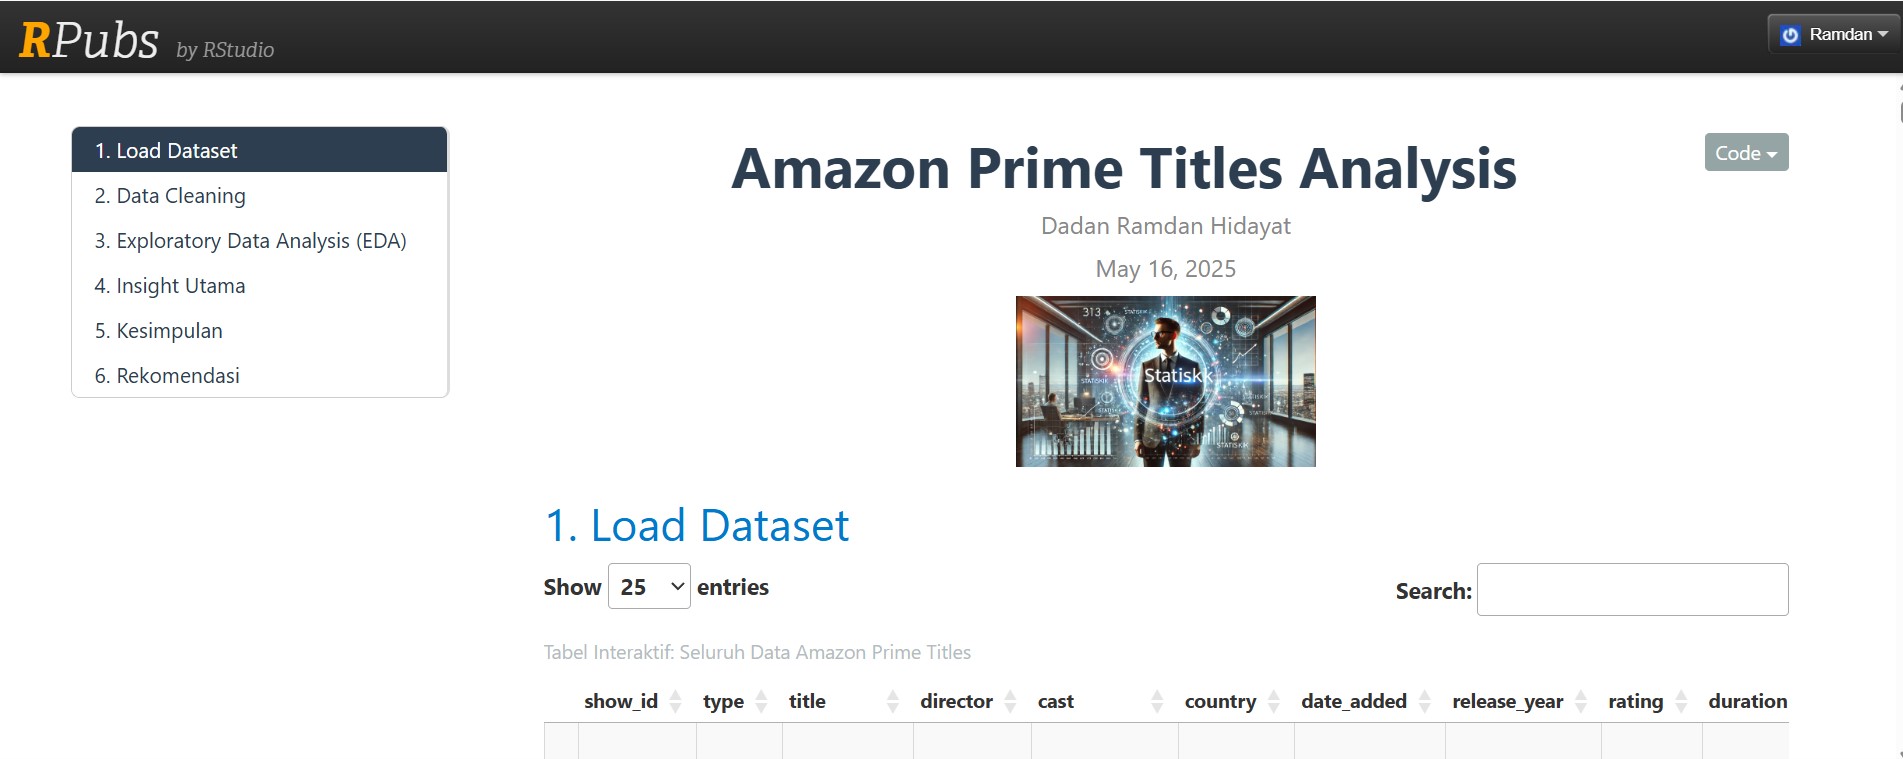 RPubs by RStudio
Ramdan
1. Load Dataset
2. Data Cleaning
3. Exploratory Data Analysis (EDA)
4. Insight Utama
5. Kesimpulan
6. Rekomendasi
Amazon Prime Titles Analysis
Code
Dadan Ramdan Hidayat
May 16, 2025
313
STATISKIK
Statiskk
STATISKIK
1. Load Dataset
Show 25 entries
Search:
Tabel Interaktif: Seluruh Data Amazon Prime Titles
show_id type title director cast country date_added release_year rating duration